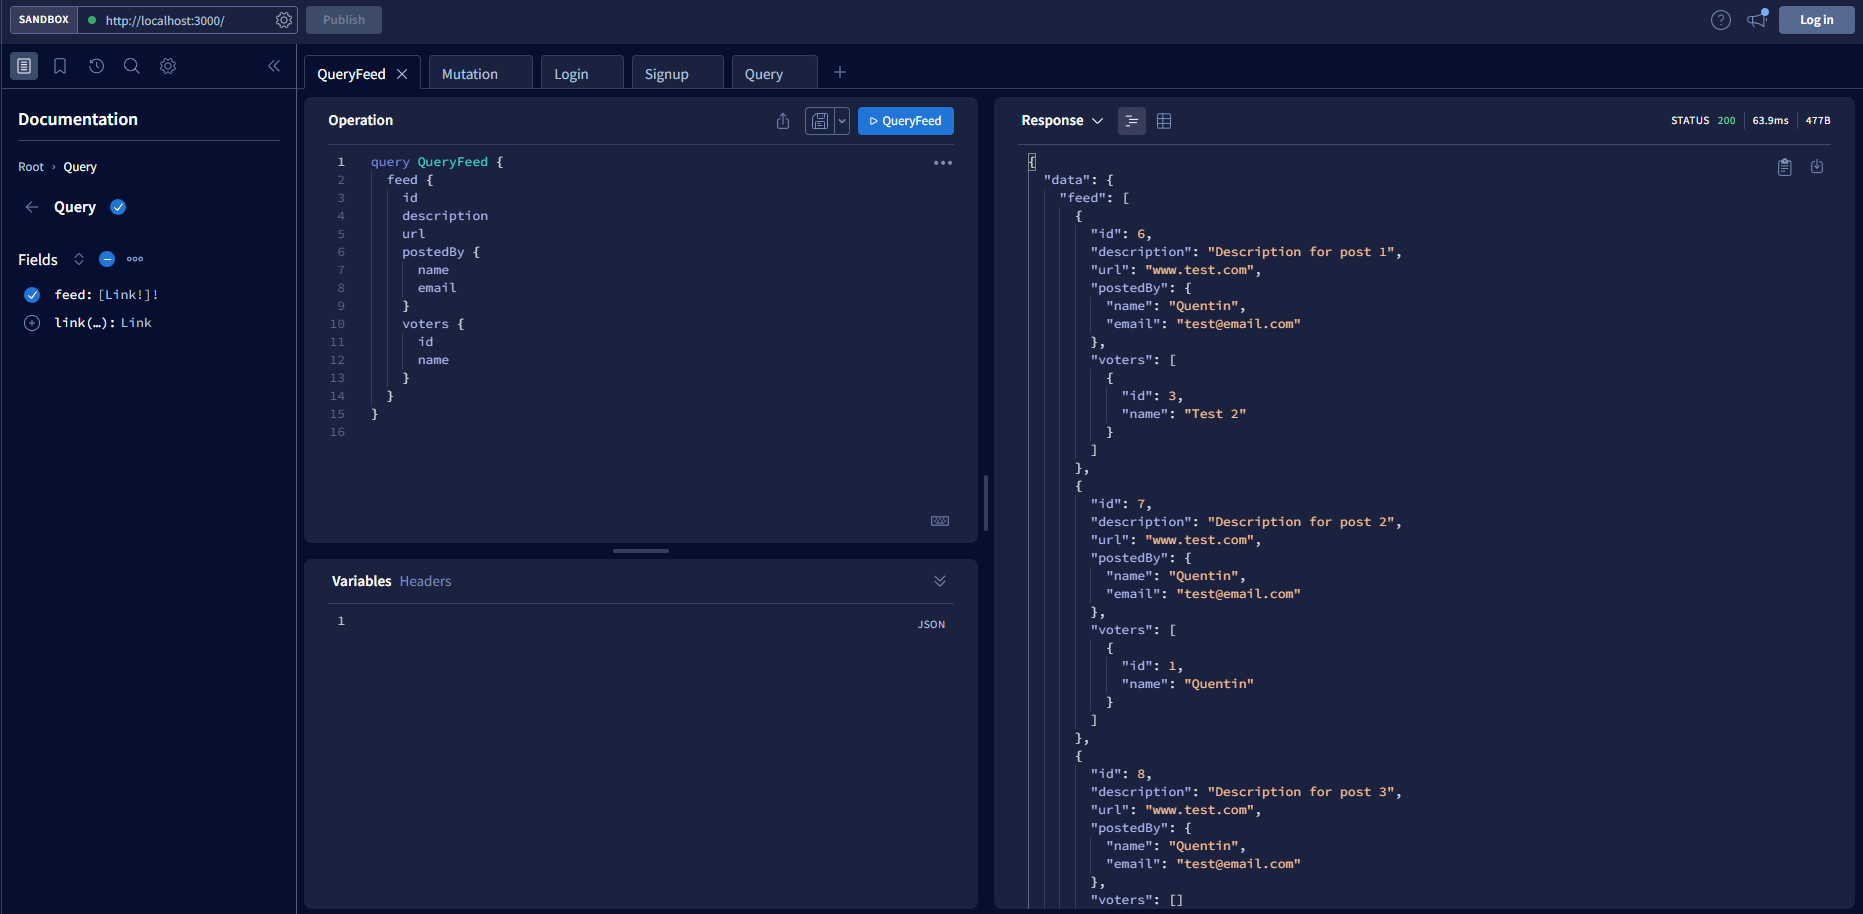 SANDBOX
http://localhost:3000/
Publish
Log in
QueryFeed
Mutation
Login
Signup
Query
Documentation
Root › Query
Query
Fields
feed: [Link!]!
link(…): Link
Operation
QueryFeed
1 query QueryFeed {
2 feed {
3 id
4 description
5 url
6 postedBy {
7 name
8 email
9 }
10 voters {
11 id
12 name
13 }
14 }
15 }
16
Variables Headers
1
JSON
Response
STATUS 200 63.9ms 477B
{
"data": {
"feed": [
{
"id": 6,
"description": "Description for post 1",
"url": "www.test.com",
"postedBy": {
"name": "Quentin",
"email": "test@email.com"
},
"voters": [
{
"id": 3,
"name": "Test 2"
}
]
},
{
"id": 7,
"description": "Description for post 2",
"url": "www.test.com",
"postedBy": {
"name": "Quentin",
"email": "test@email.com"
},
"voters": [
{
"id": 1,
"name": "Quentin"
}
]
},
{
"id": 8,
"description": "Description for post 3",
"url": "www.test.com",
"postedBy": {
"name": "Quentin",
"email": "test@email.com"
},
"voters": []